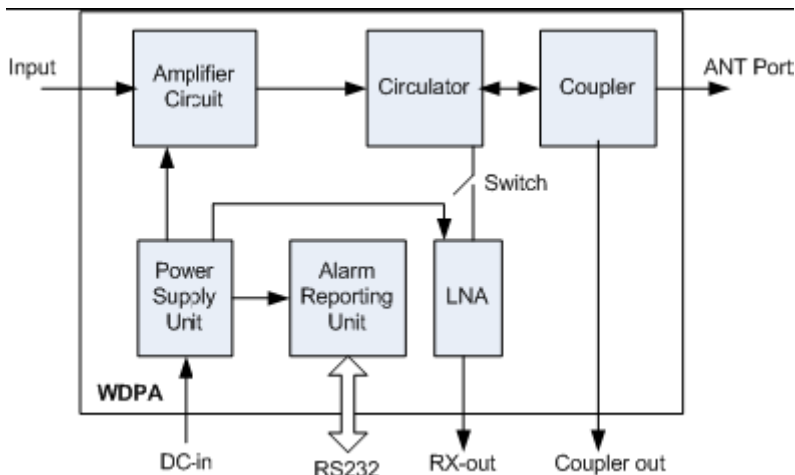 Input
Amplifier
Circuit
Circulator
Coupler
ANT Port
Switch
Power
Supply
Unit
Alarm
Reporting
Unit
LNA
WDPA
DC-in
RS232
RX-out
Coupler out